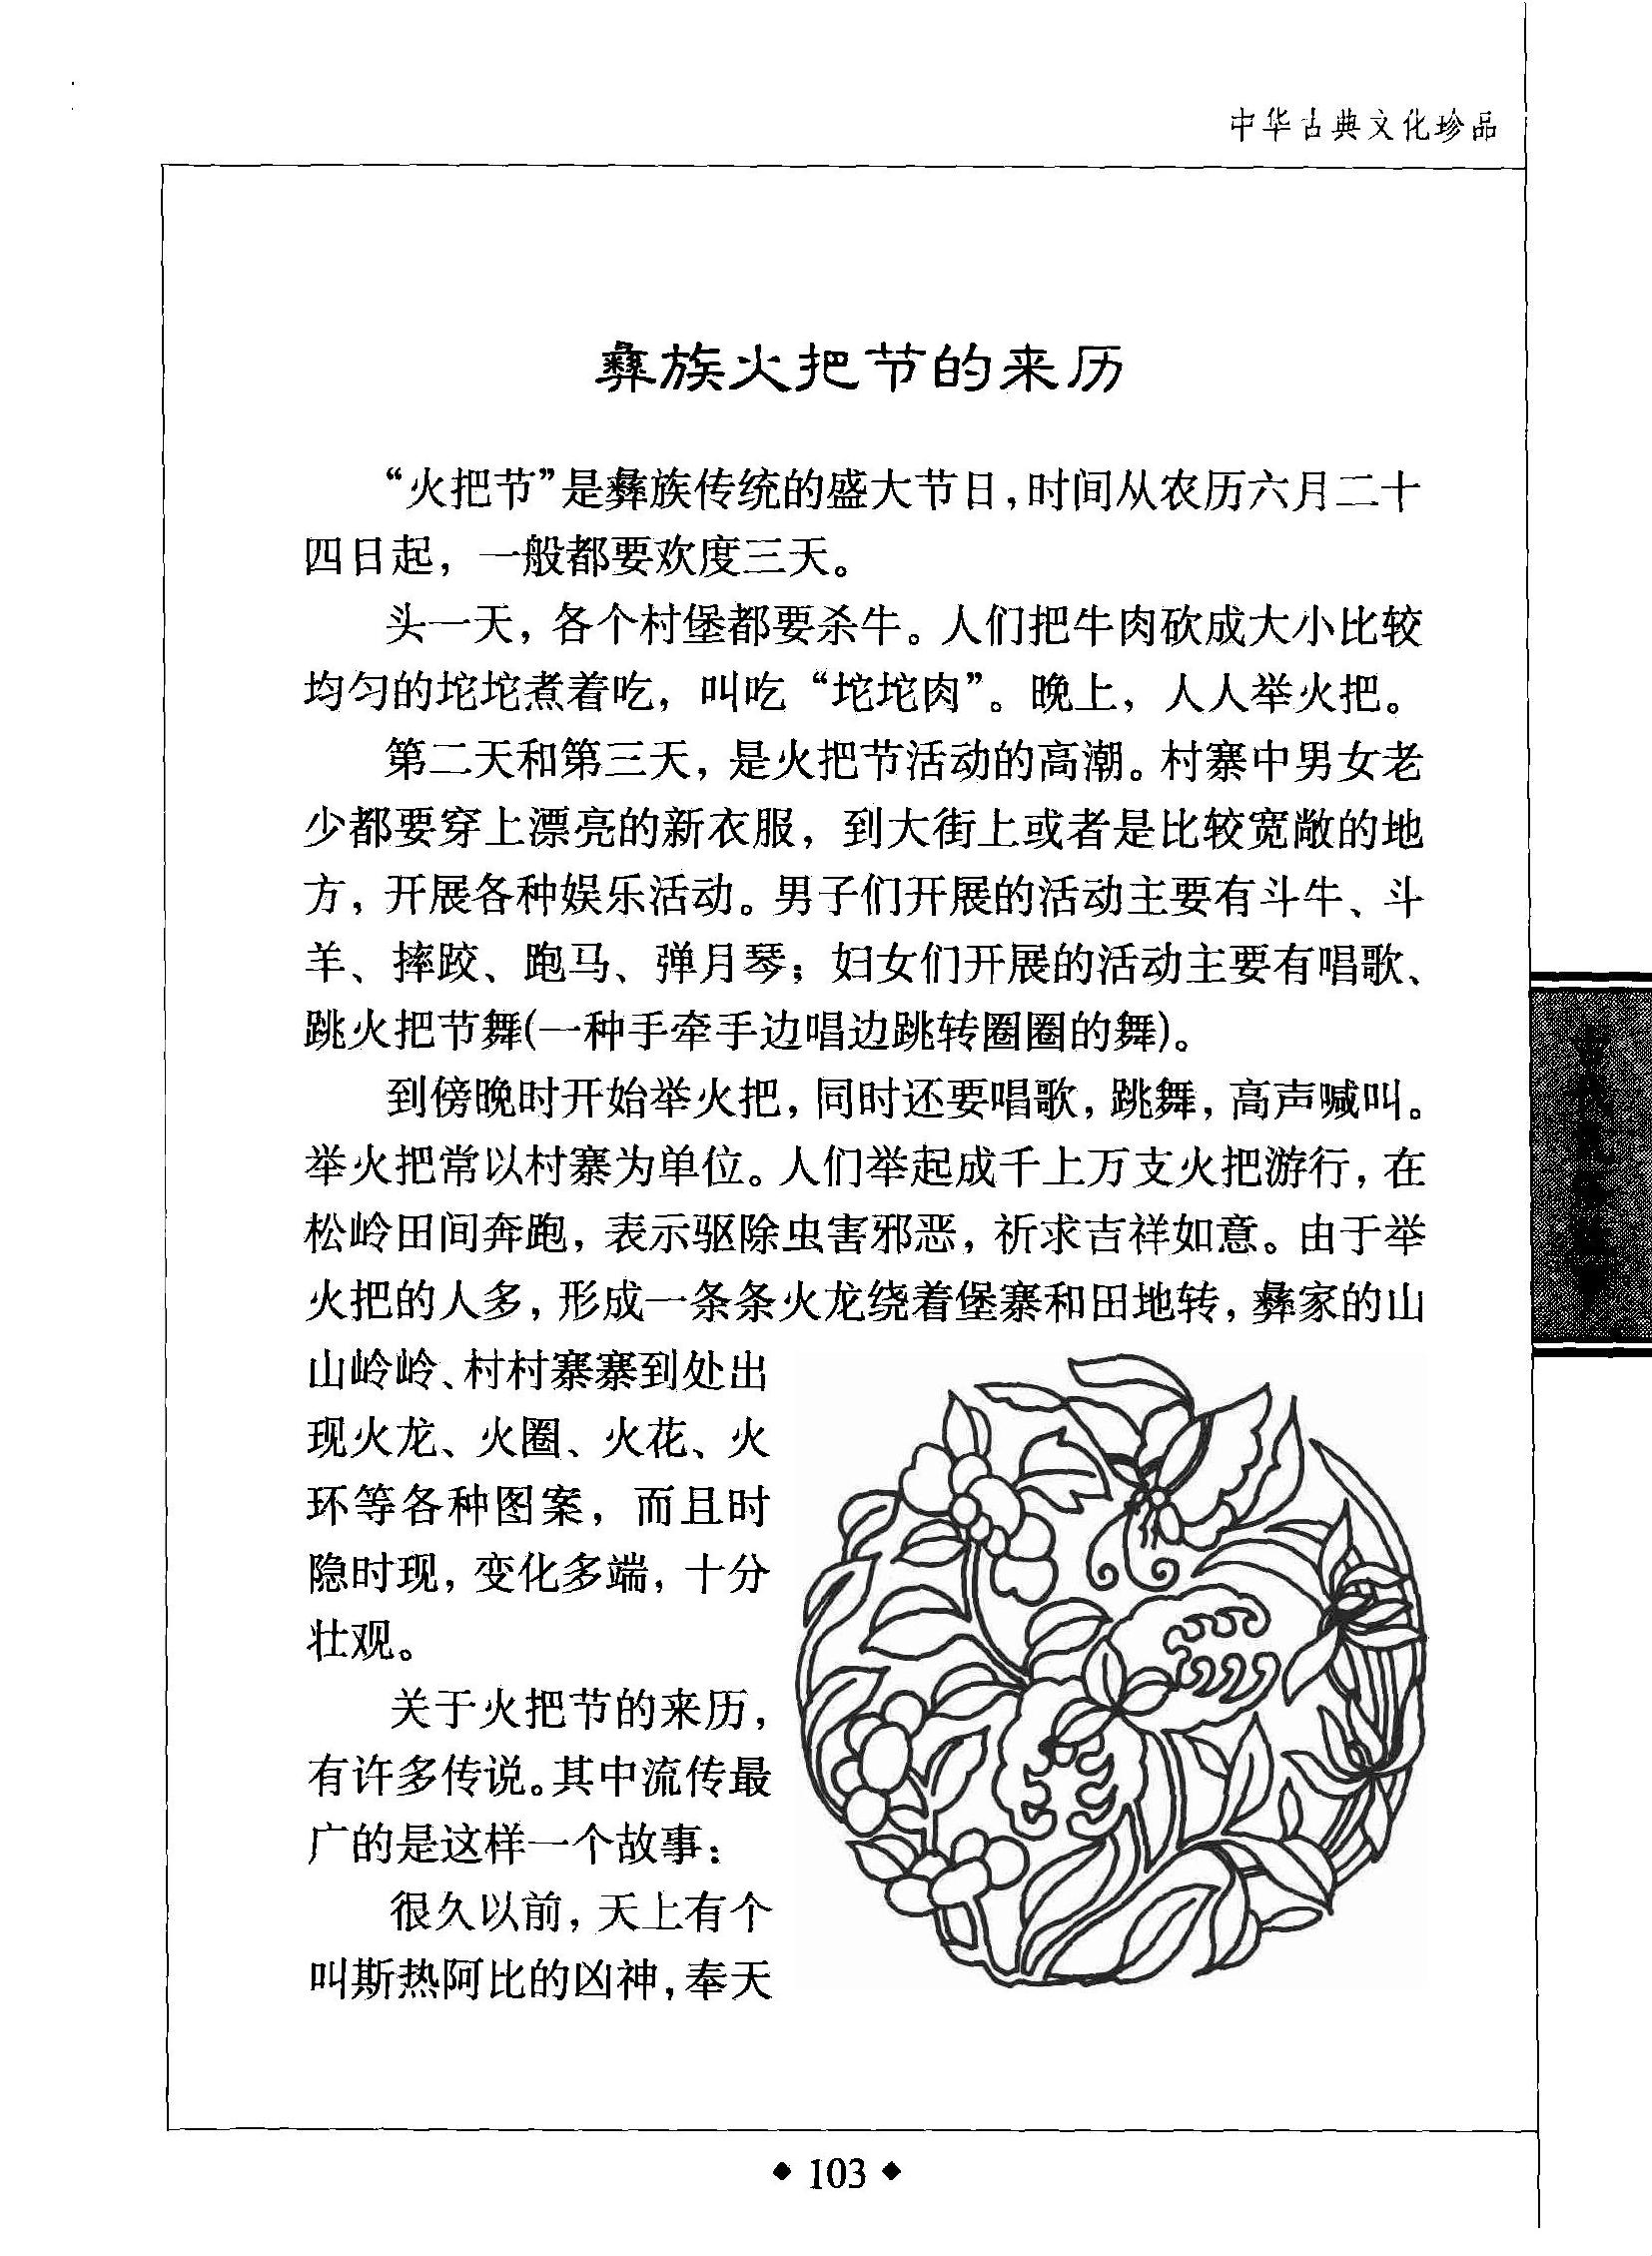 中华古典文化珍品
彝族火把节的来历
“火把节”是彝族传统的盛大节日,时间从农历六月二十
四日起，一般都要欢度三天。
头一天，各个村堡都要杀牛。人们把牛肉砍成大小比较
均匀的坨坨煮着吃，叫吃“坨坨肉”。晚上，人人举火把。
第二天和第三天，是火把节活动的高潮。村寨中男女老
少都要穿上漂亮的新衣服，到大街上或者是比较宽敞的地
方，开展各种娱乐活动。男子们开展的活动主要有斗牛、斗
羊、摔跤、跑马、弹月琴；妇女们开展的活动主要有唱歌、
跳火把节舞(一种手牵手边唱边跳转圈圈的舞)。
到傍晚时开始举火把，同时还要唱歌，跳舞，高声喊叫。
举火把常以村寨为单位。人们举起成千上万支火把游行，在
松岭田间奔跑，表示驱除虫害邪恶，祈求吉祥如意。由于举
火把的人多，形成一条条火龙绕着堡寨和田地转，彝家的山
山岭岭、村村寨寨到处出
现火龙、火圈、火花、火
环等各种图案，而且时
隐时现，变化多端，十分
壮观。
关于火把节的来历，
有许多传说。其中流传最
广的是这样一个故事：
很久以前，天上有个
叫斯热阿比的凶神，奉天
◆ 103 ◆